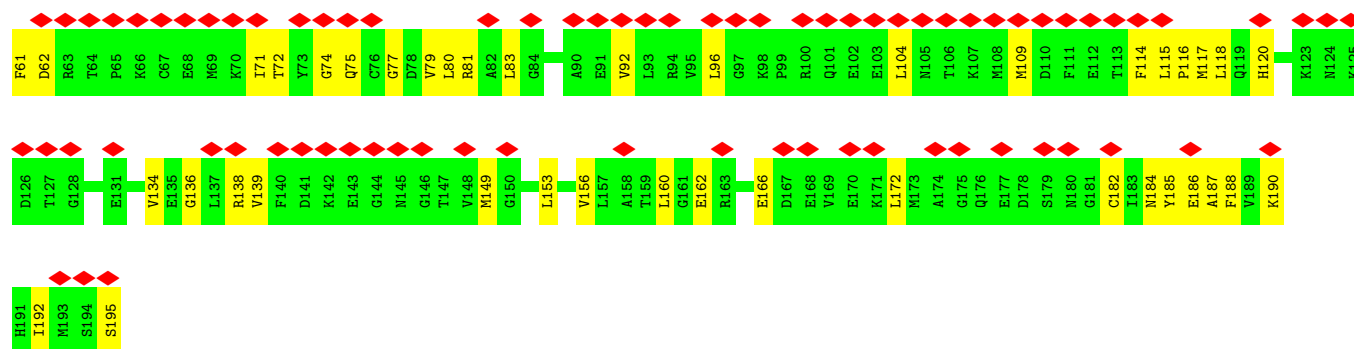 F61 D62 R63 T64 P65 K66 C67 E68 M69 K70 I71 T72 Y73 G74 Q75 C76 G77 D78 V79 L80 R81 A82 L83 G84 A90 E91 V92 L93 R94 V95 L96 G97 K98 P99 R100 Q101 E102 E103 L104 N105 T106 K107 M108 M109 D110 F111 E112 T113 F114 L115 P116 M117 L118 Q119 H120 K123 N124 K125
D126 T127 G128 E131 V134 E135 G136 L137 R138 V139 F140 D141 K142 E143 G144 N145 G146 T147 V148 M149 G150 L153 V156 L157 A158 T159 L160 G161 E162 R163 E166 D167 E168 V169 E170 K171 L172 M173 A174 G175 Q176 E177 D178 S179 N180 G181 C182 I183 N184 Y185 E186 A187 F188 V189 K190
H191 I192 M193 S194 S195